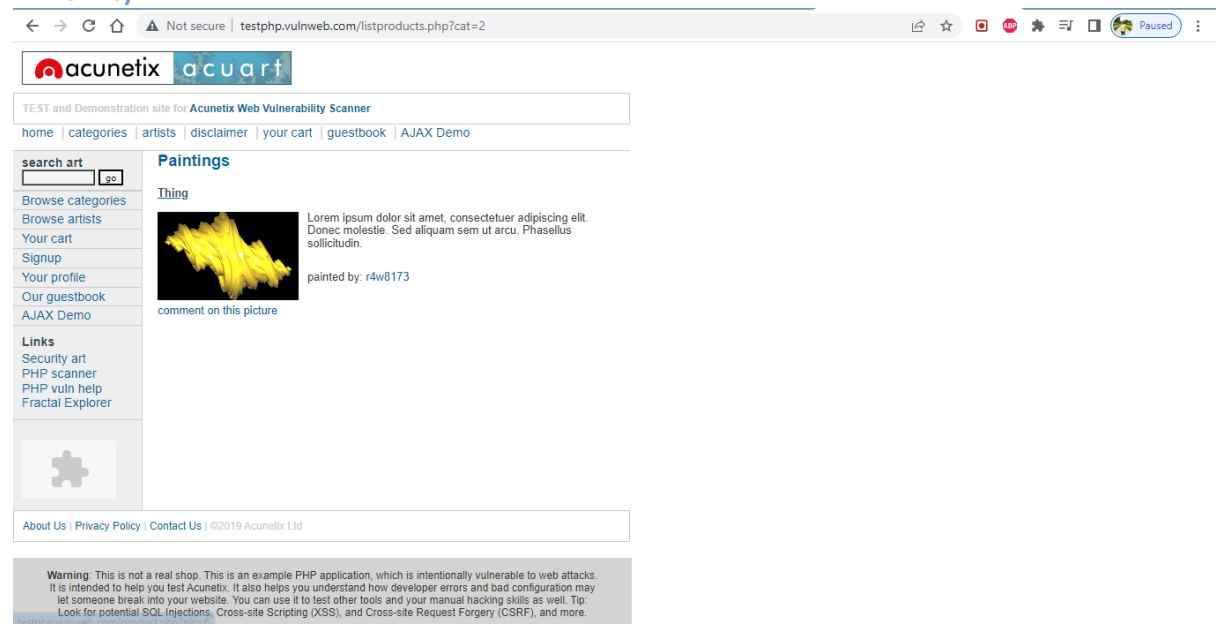 Not secure | testphp.vulnweb.com/listproducts.php?cat=2
ABP
Paused
acunetix acuart
TEST and Demonstration site for Acunetix Web Vulnerability Scanner
home | categories | artists | disclaimer | your cart | guestbook | AJAX Demo
search art
go
Browse categories
Browse artists
Your cart
Signup
Your profile
Our guestbook
AJAX Demo
Links
Security art
PHP scanner
PHP vuln help
Fractal Explorer
Paintings
Thing
Lorem ipsum dolor sit amet, consectetuer adipiscing elit.
Donec molestie. Sed aliquam sem ut arcu. Phasellus
sollicitudin.
painted by: r4w8173
comment on this picture
About Us | Privacy Policy | Contact Us | ©2019 Acunetix Ltd
Warning: This is not a real shop. This is an example PHP application, which is intentionally vulnerable to web attacks.
It is intended to help you test Acunetix. It also helps you understand how developer errors and bad configuration may
let someone break into your website. You can use it to test other tools and your manual hacking skills as well. Tip:
Look for potential SQL Injections, Cross-site Scripting (XSS), and Cross-site Request Forgery (CSRF), and more.
testphp.vulnweb.com/product.php?pic=6